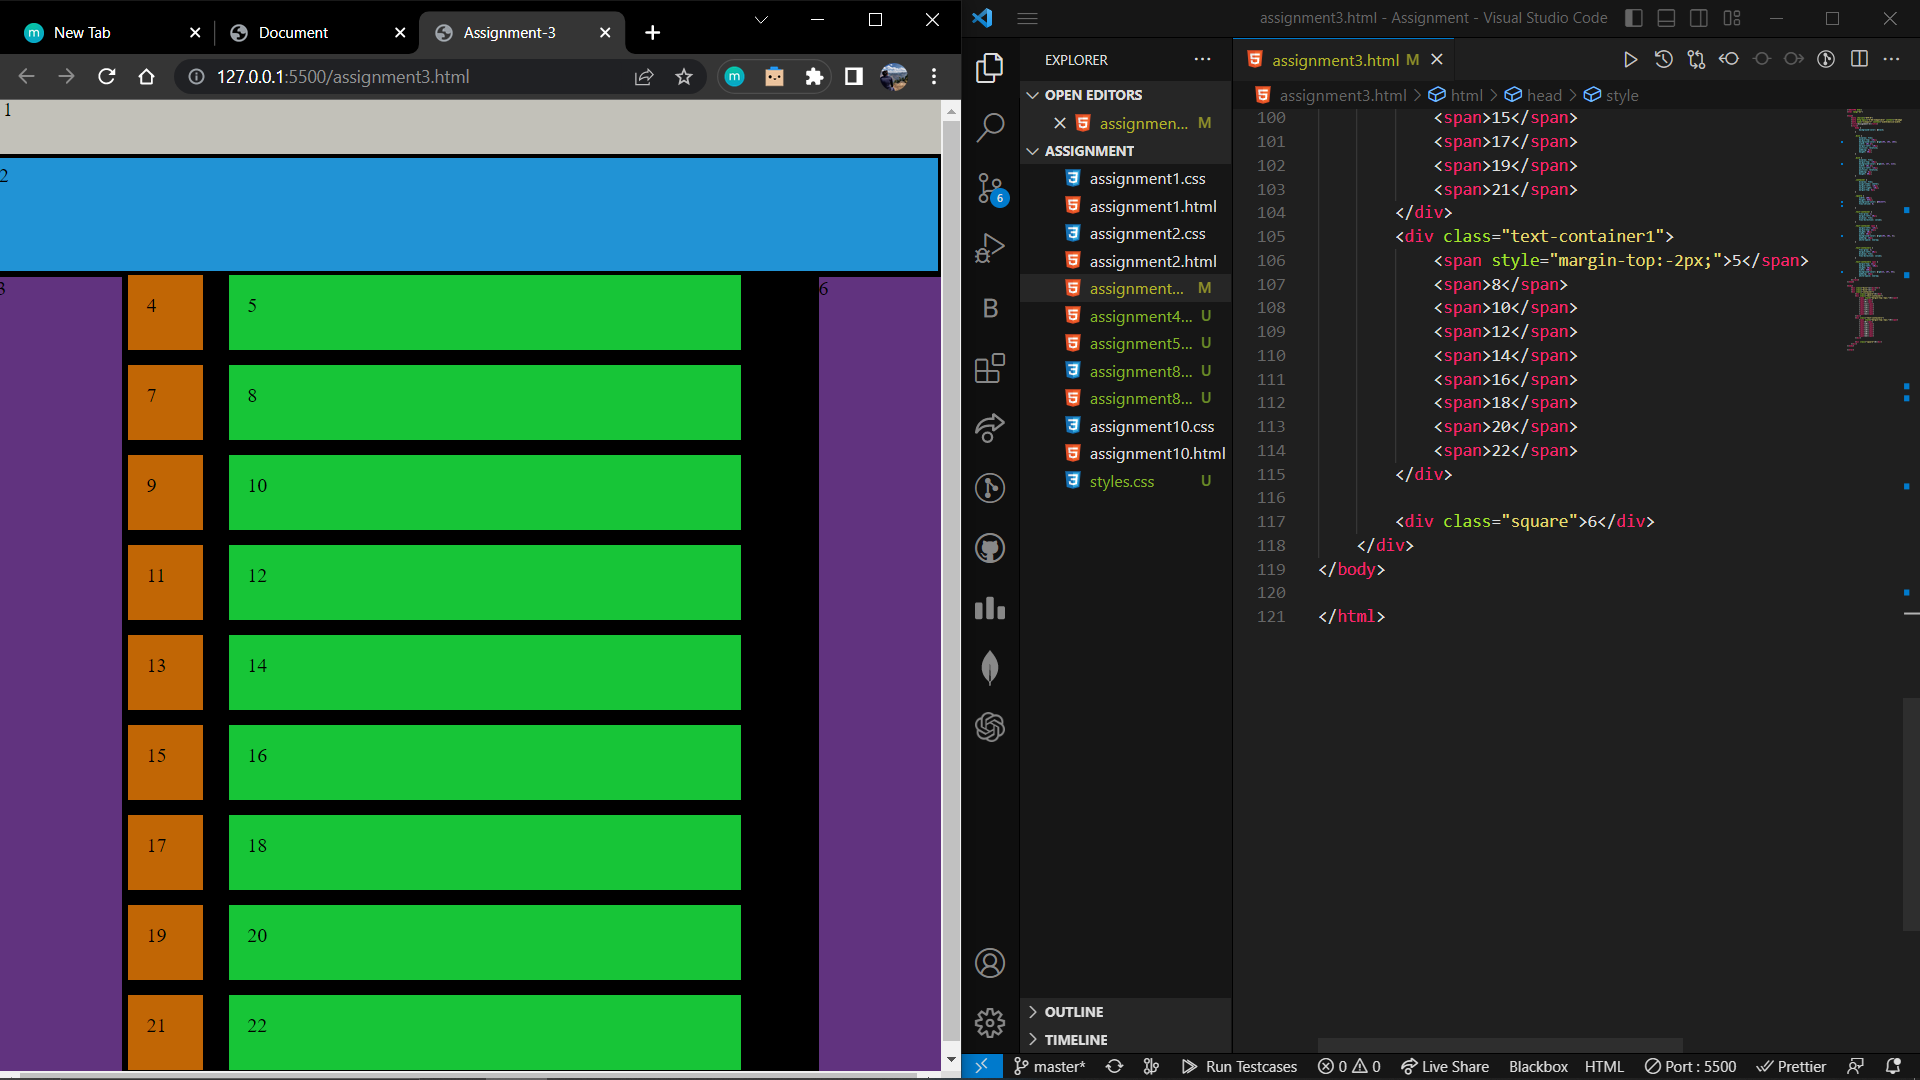 New Tab
Document
Assignment-3
127.0.0.1:5500/assignment3.html
1
2
3
4
5
6
7
8
9
10
11
12
13
14
15
16
17
18
19
20
21
22
assignment3.html - Assignment - Visual Studio Code
EXPLORER
OPEN EDITORS
assignmen... M
ASSIGNMENT
assignment1.css
assignment1.html
assignment2.css
assignment2.html
assignment... M
assignment4... U
assignment5... U
assignment8... U
assignment8... U
assignment10.css
assignment10.html
styles.css U
OUTLINE
TIMELINE
6
B
assignment3.html M
assignment3.html > html > head > style
100 <span>15</span>
101 <span>17</span>
102 <span>19</span>
103 <span>21</span>
104 </div>
105 <div class="text-container1">
106 <span style="margin-top:-2px;">5</span>
107 <span>8</span>
108 <span>10</span>
109 <span>12</span>
110 <span>14</span>
111 <span>16</span>
112 <span>18</span>
113 <span>20</span>
114 <span>22</span>
115 </div>
116
117 <div class="square">6</div>
118 </div>
119 </body>
120
121 </html>
master* Run Testcases 0 0 Live Share Blackbox HTML Port : 5500 Prettier